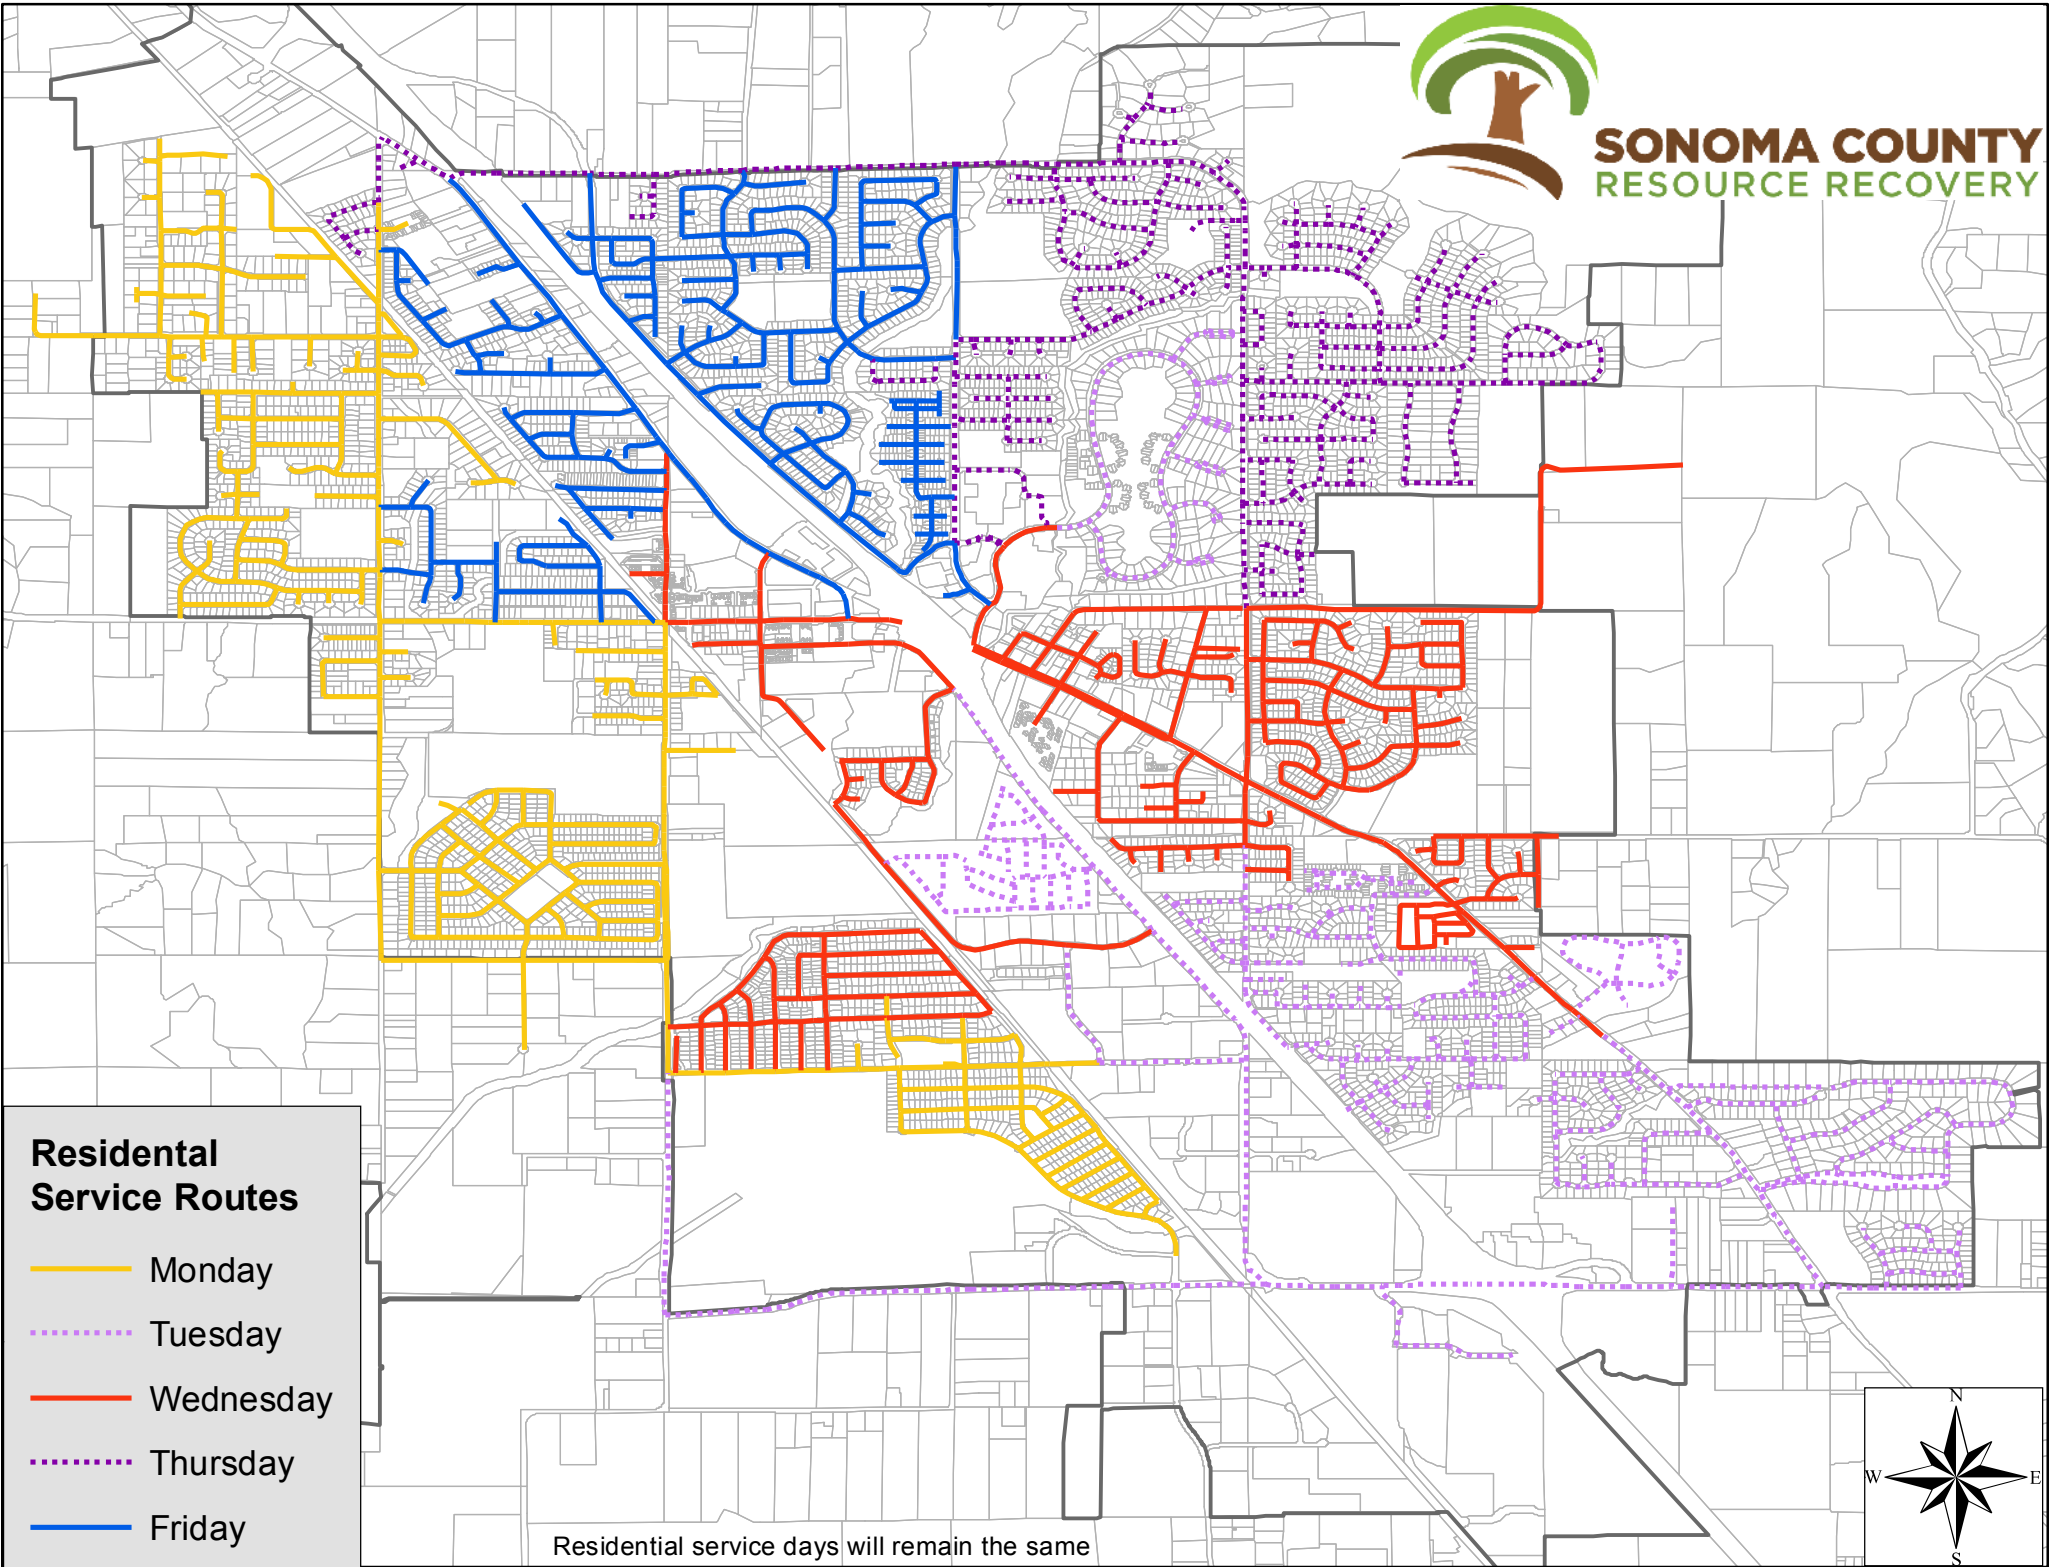 SONOMA COUNTY
RESOURCE RECOVERY
Residental
Service Routes
Monday
Tuesday
Wednesday
Thursday
Friday
Residential service days will remain the same
N
W
E
S